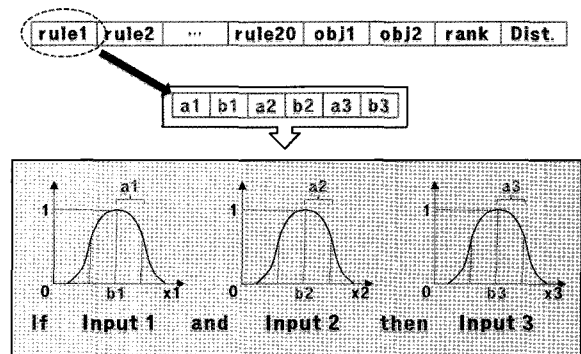 rule1 rule2 ... rule20 obj1 obj2 rank Dist.
a1 b1 a2 b2 a3 b3
a1 a2 a3
1 1 1
0 b1 x1 0 b2 x2 0 b3 x3
If Input 1 and Input 2 then Input 3